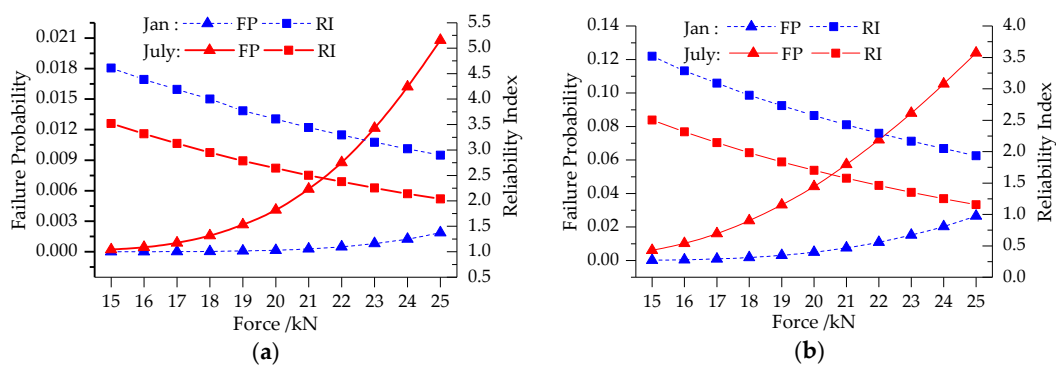 Jan : FP RI
July: FP RI
Failure Probability
0.021
0.018
0.015
0.012
0.009
0.006
0.003
0.000
5.5
5.0
4.5
4.0
3.5
3.0
2.5
2.0
1.5
1.0
0.5
Reliability Index
15 16 17 18 19 20 21 22 23 24 25
Force /kN
(a)
Jan : FP RI
July: FP RI
Failure Probability
0.14
0.12
0.10
0.08
0.06
0.04
0.02
0.00
4.0
3.5
3.0
2.5
2.0
1.5
1.0
0.5
0.0
Reliability Index
15 16 17 18 19 20 21 22 23 24 25
Force /kN
(b)